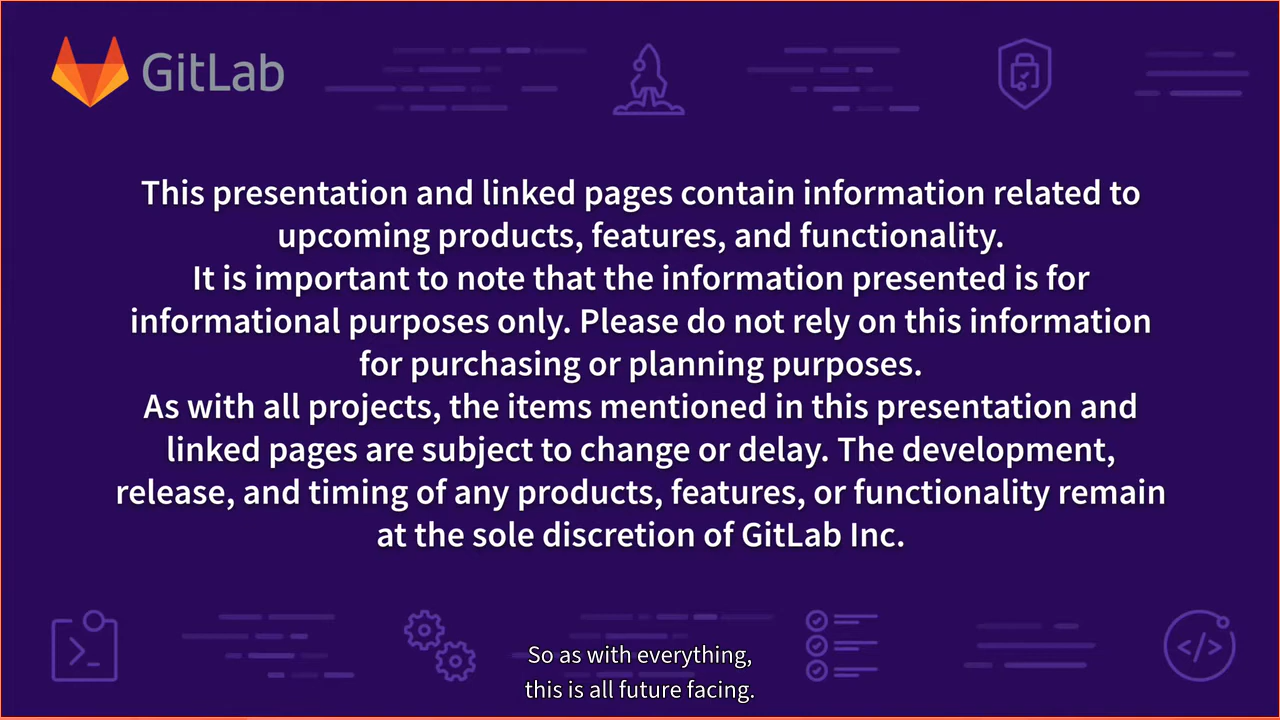 GitLab
This presentation and linked pages contain information related to
upcoming products, features, and functionality.
It is important to note that the information presented is for
informational purposes only. Please do not rely on this information
for purchasing or planning purposes.
As with all projects, the items mentioned in this presentation and
linked pages are subject to change or delay. The development,
release, and timing of any products, features, or functionality remain
at the sole discretion of GitLab Inc.
So as with everything,
this is all future facing.